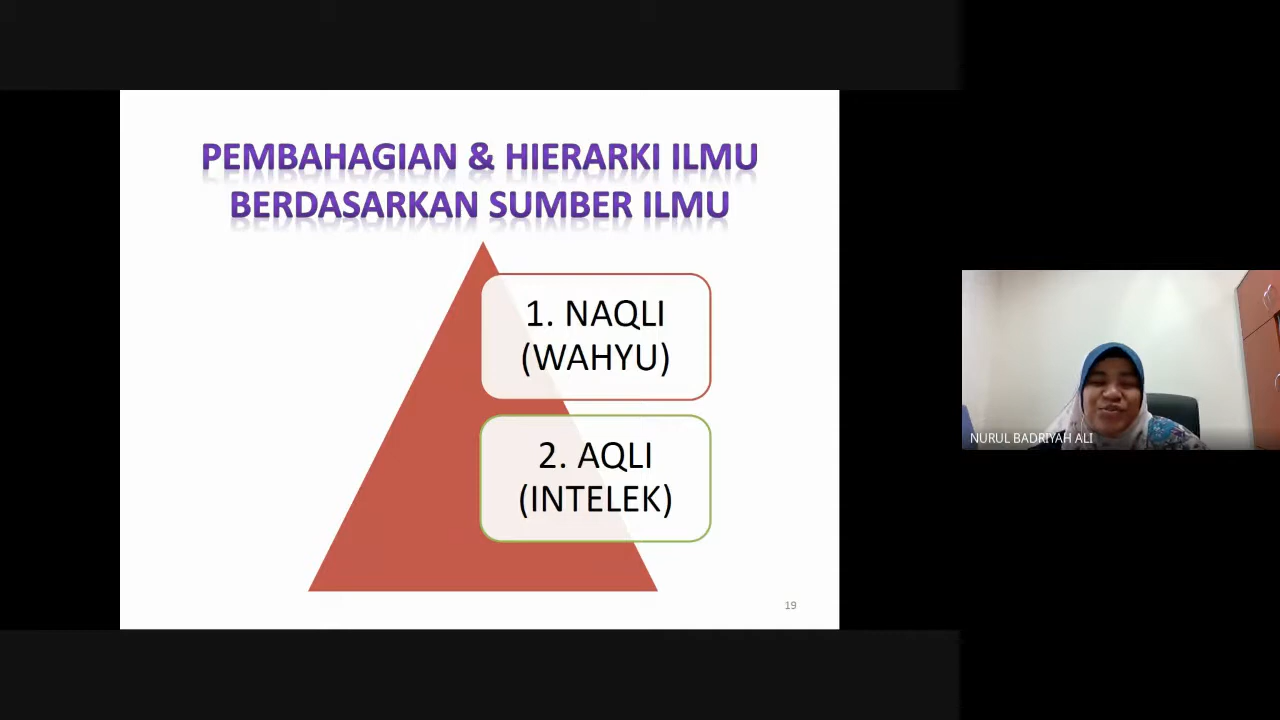 PEMBAHAGIAN & HIERARKI ILMU
BERDASARKAN SUMBER ILMU
1. NAQLI
(WAHYU)
2. AQLI
(INTELEK)
19
NURUL BADRIYAH ALI